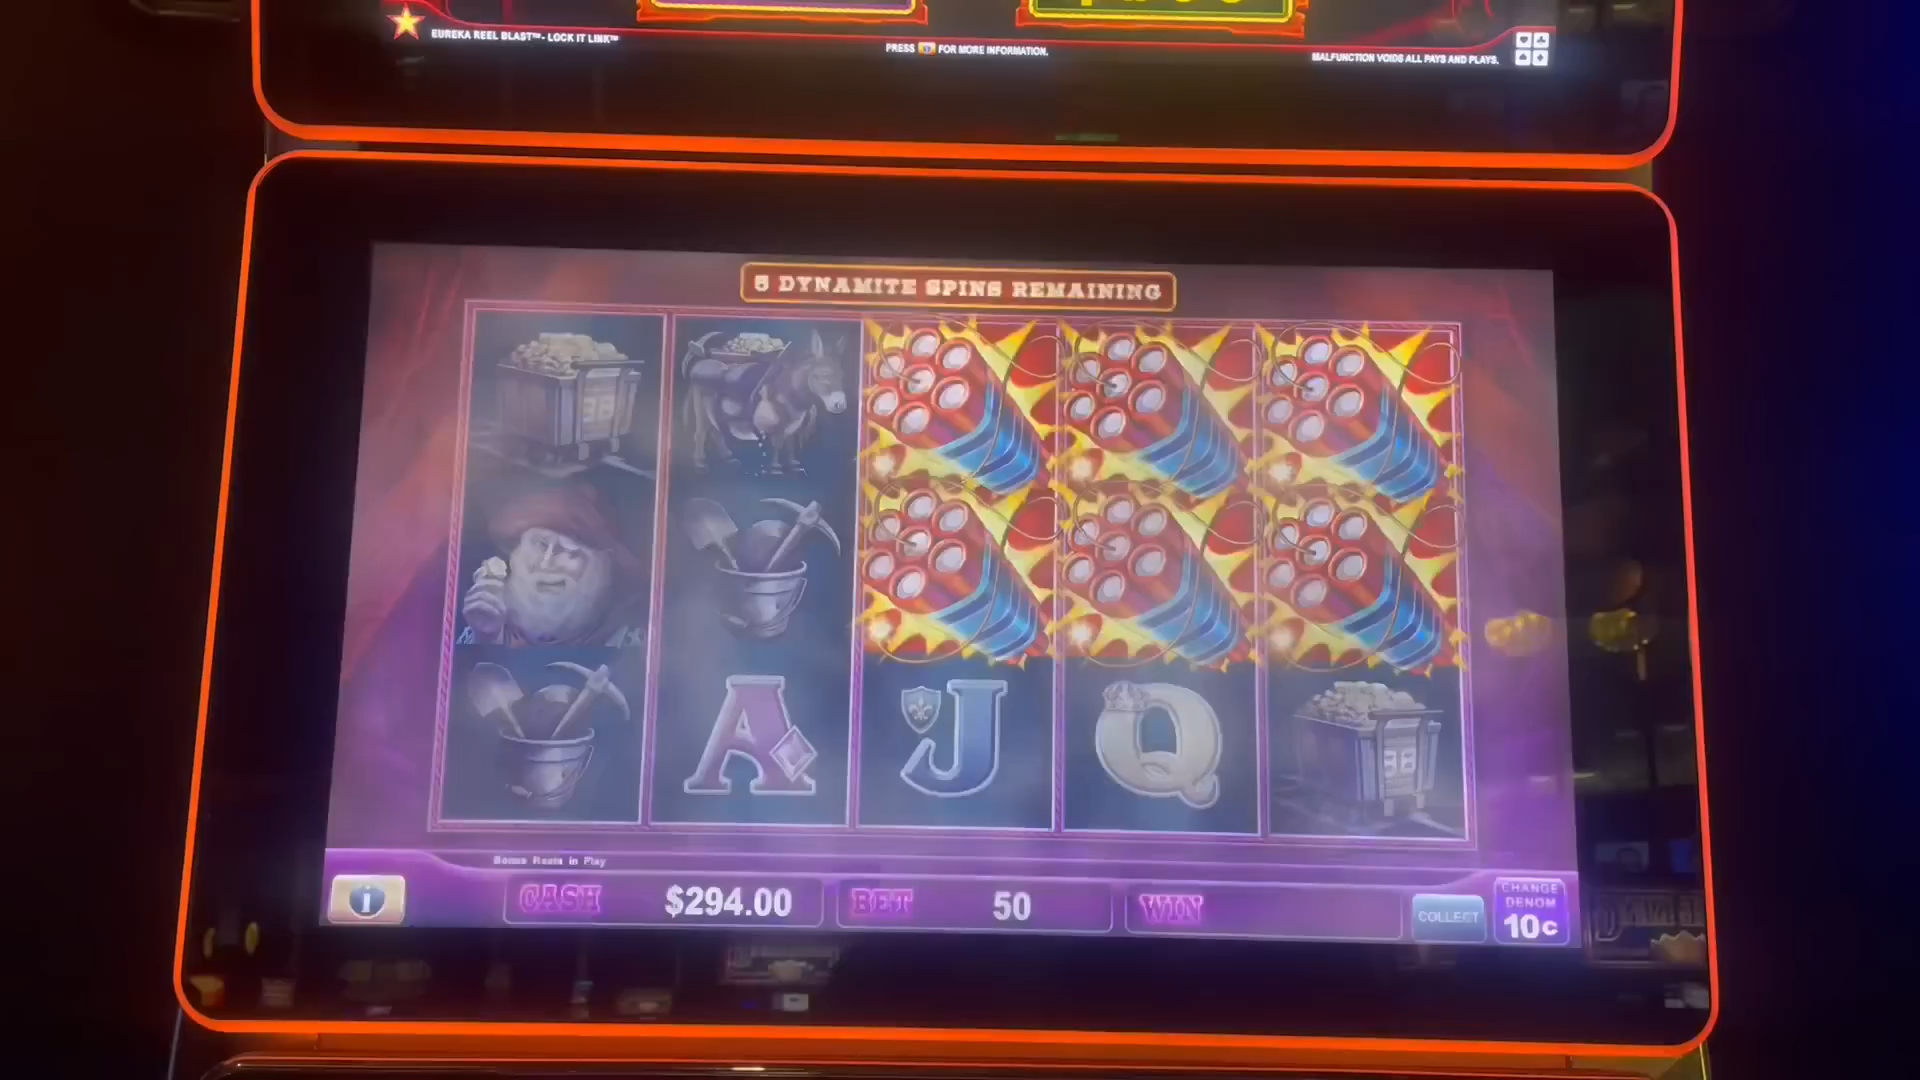 EUREKA REEL BLAST™ - LOCK IT LINK™
PRESS FOR MORE INFORMATION.
MALFUNCTION VOIDS ALL PAYS AND PLAYS.
5 DYNAMITE SPINS REMAINING
A
J
Q
Bonus Reels in Play
CASH $294.00
BET 50
WIN
COLLECT
CHANGE
DENOM
10¢